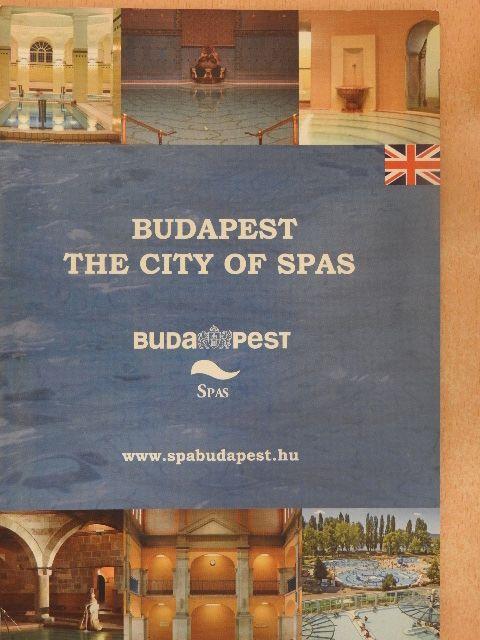 BUDAPEST
THE CITY OF SPAS
BUDAPEST
SPAS
www.spabudapest.hu